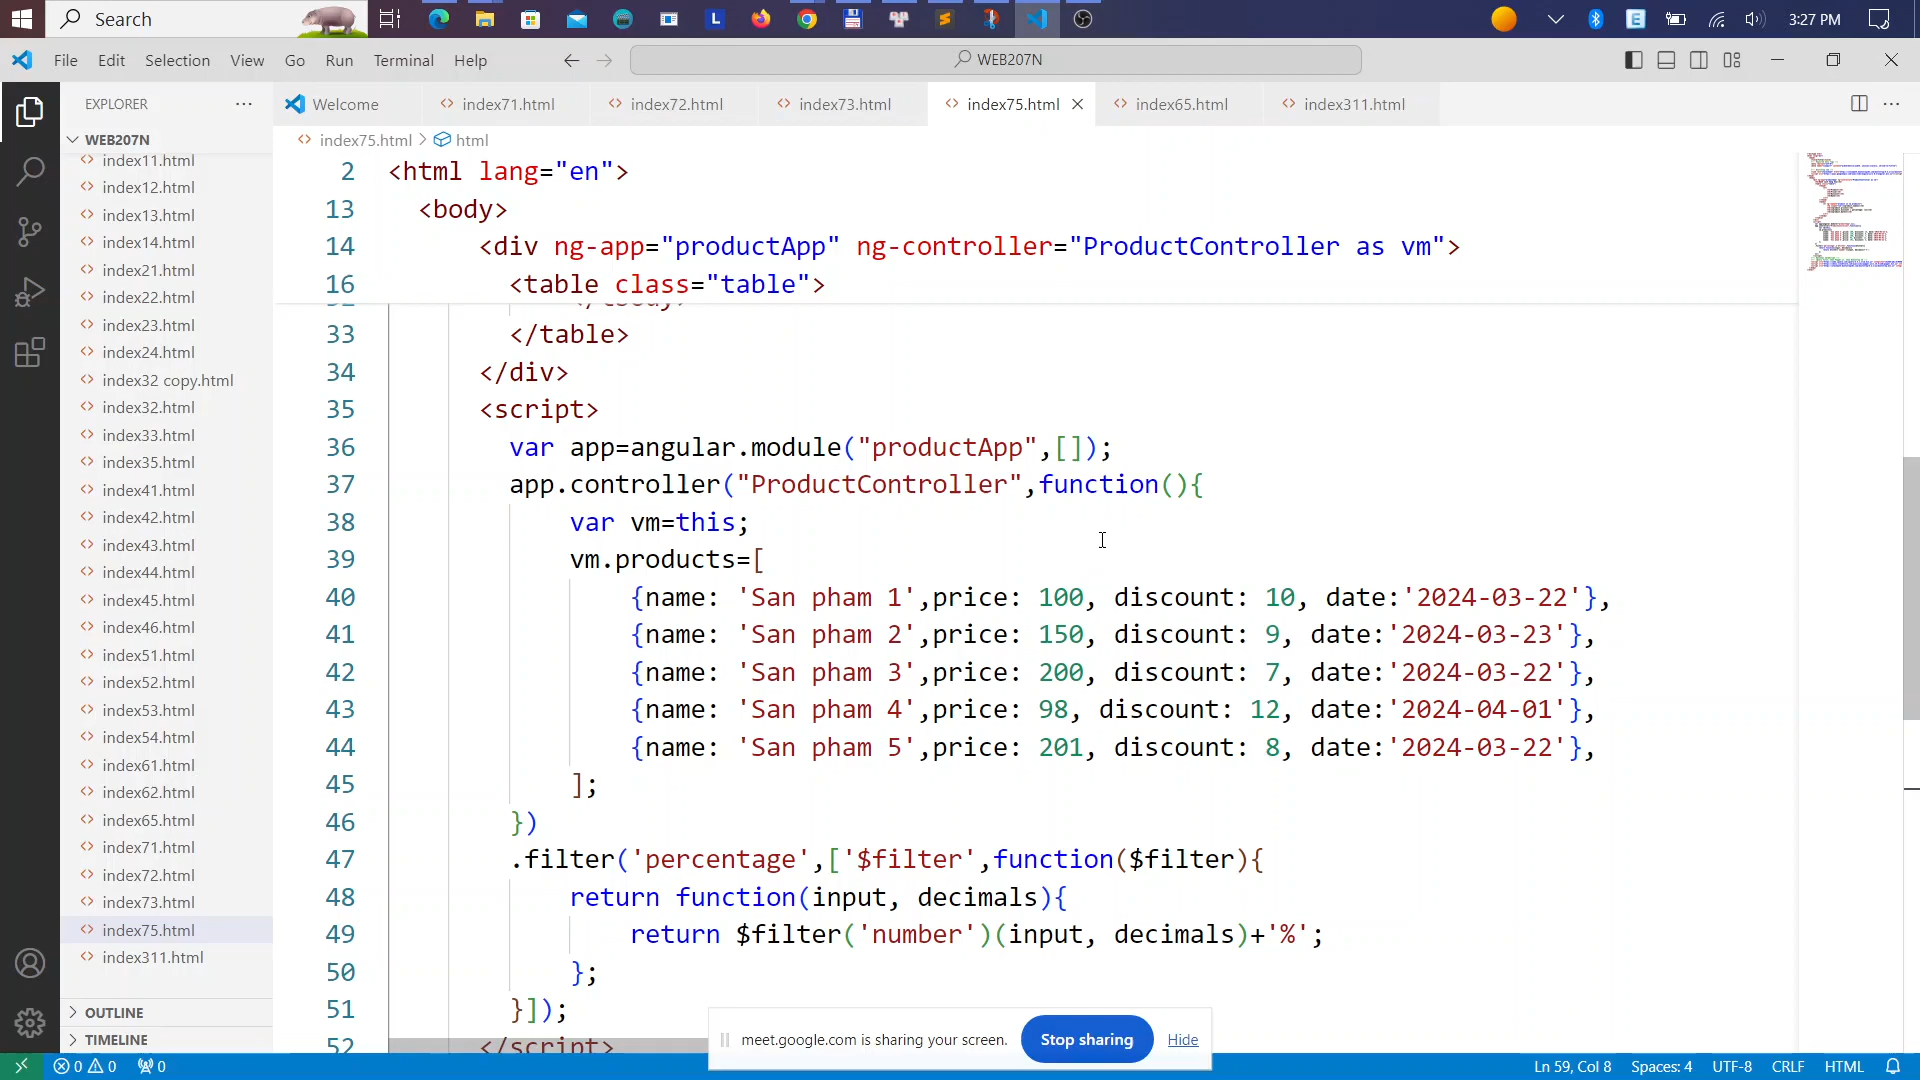 Search
3:27 PM
File Edit Selection View Go Run Terminal Help
WEB207N
EXPLORER
Welcome index71.html index72.html index73.html index75.html index65.html index311.html
WEB207N
index75.html > html
index11.html
index12.html
index13.html
index14.html
index21.html
index22.html
index23.html
index24.html
index32 copy.html
index32.html
index33.html
index35.html
index41.html
index42.html
index43.html
index44.html
index45.html
index46.html
index51.html
index52.html
index53.html
index54.html
index61.html
index62.html
index65.html
index71.html
index72.html
index73.html
index75.html
index311.html
OUTLINE
TIMELINE
2 <html lang="en">
13 <body>
14 <div ng-app="productApp" ng-controller="ProductController as vm">
16 <table class="table">
32 </tbody>
33 </table>
34 </div>
35 <script>
36 var app=angular.module("productApp",[]);
37 app.controller("ProductController",function(){
38 var vm=this;
39 vm.products=[
40 {name: 'San pham 1',price: 100, discount: 10, date:'2024-03-22'},
41 {name: 'San pham 2',price: 150, discount: 9, date:'2024-03-23'},
42 {name: 'San pham 3',price: 200, discount: 7, date:'2024-03-22'},
43 {name: 'San pham 4',price: 98, discount: 12, date:'2024-04-01'},
44 {name: 'San pham 5',price: 201, discount: 8, date:'2024-03-22'},
45 ];
46 })
47 .filter('percentage',['$filter',function($filter){
48 return function(input, decimals){
49 return $filter('number')(input, decimals)+'%';
50 };
51 }]);
52 </script>
meet.google.com is sharing your screen. Stop sharing Hide
0 0 0
Ln 59, Col 8 Spaces: 4 UTF-8 CRLF HTML